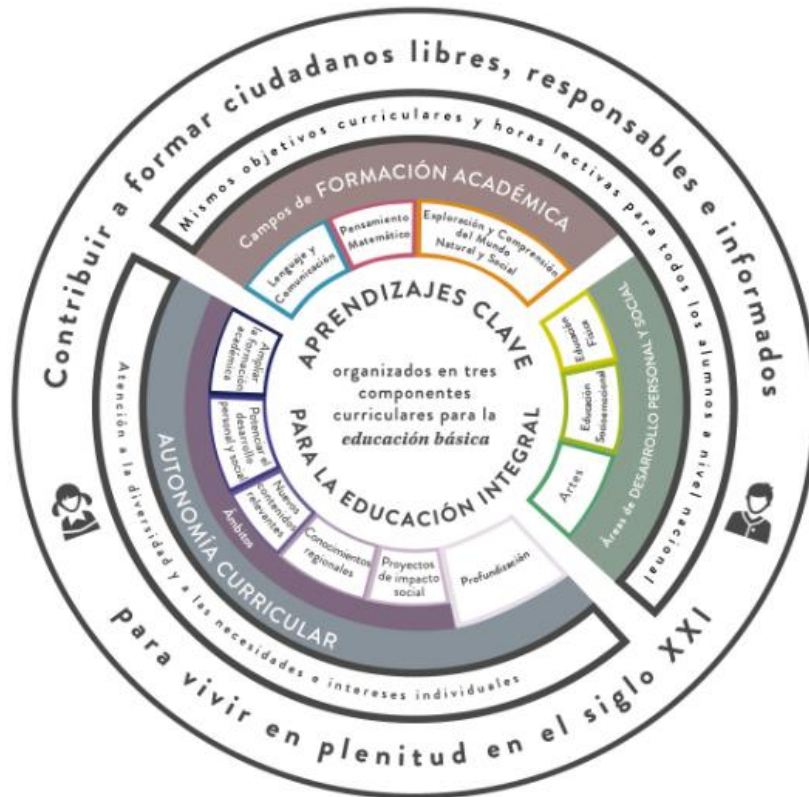 Contribuir a formar ciudadanos libres, responsables e informados
para vivir en plenitud en el siglo XXI
Mismos objetivos curriculares y horas lectivas para todos los alumnos a nivel nacional
Campos de FORMACIÓN ACADÉMICA
Lenguaje y
Comunicación
Pensamiento
Matemático
Exploración y Comprensión
del Mundo
Natural y Social
Áreas de DESARROLLO PERSONAL Y SOCIAL
Educación
Física
Educación
Socioemocional
Artes
APRENDIZAJES CLAVE
organizados en tres
componentes
curriculares para la
educación básica
PARA LA EDUCACIÓN INTEGRAL
Atención a la diversidad y a las necesidades e intereses individuales
AUTONOMÍA CURRICULAR
Ámbitos
Ampliar
la formación
académica
Potenciar el
desarrollo
personal y social
Nuevos
contenidos
relevantes
Conocimientos
regionales
Proyectos
de impacto
social
Profundización